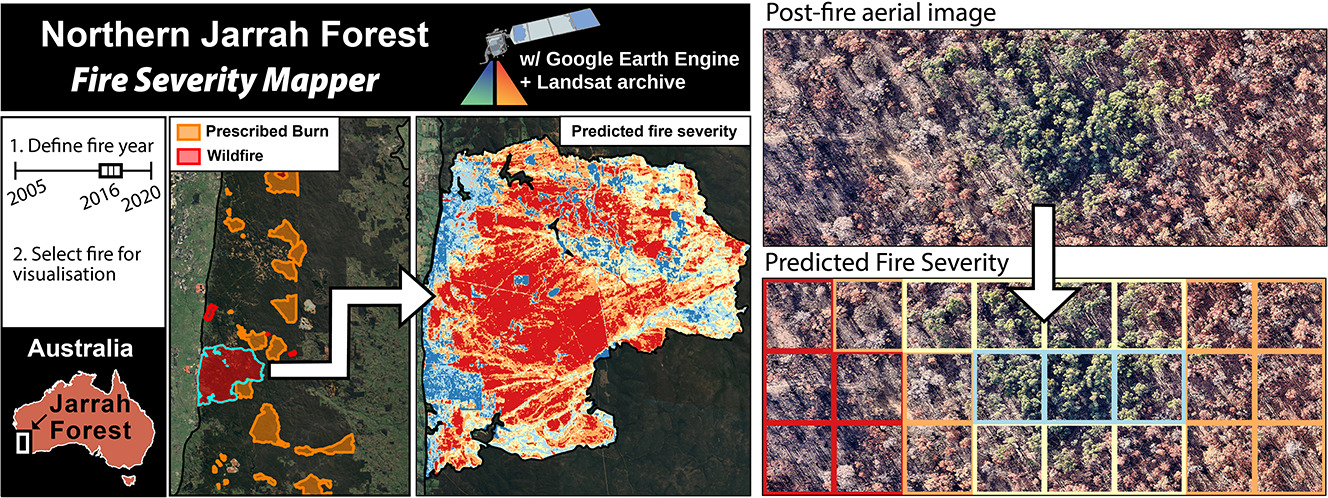 Northern Jarrah Forest
Fire Severity Mapper
w/ Google Earth Engine
+ Landsat archive
1. Define fire year
2005
2016
2020
2. Select fire for
visualisation
Australia
Jarrah
Forest
Prescribed Burn
Wildfire
Predicted fire severity
Post-fire aerial image
Predicted Fire Severity